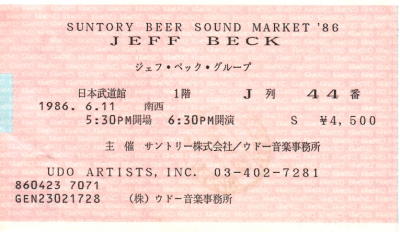 SUNTORY BEER SOUND MARKET '86
JEFF BECK
ジェフ・ベック・グループ
日本武道館 1階 J 列 44 番
1986. 6.11 南西
5:30PM開場 6:30PM開演 S ¥4,500
主 催 サントリー株式会社/ウドー音楽事務所
UDO ARTISTS, INC. 03-402-7281
860423 7071
GEN23021728 (株) ウドー音楽事務所